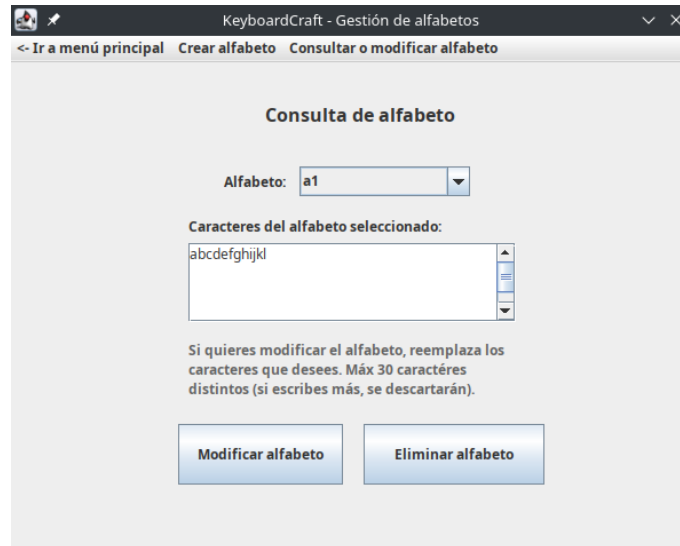 KeyboardCraft - Gestión de alfabetos
<- Ir a menú principal Crear alfabeto Consultar o modificar alfabeto
Consulta de alfabeto
Alfabeto: a1
Caracteres del alfabeto seleccionado:
abcdefghijkl
Si quieres modificar el alfabeto, reemplaza los
caracteres que desees. Máx 30 caractéres
distintos (si escribes más, se descartarán).
Modificar alfabeto Eliminar alfabeto